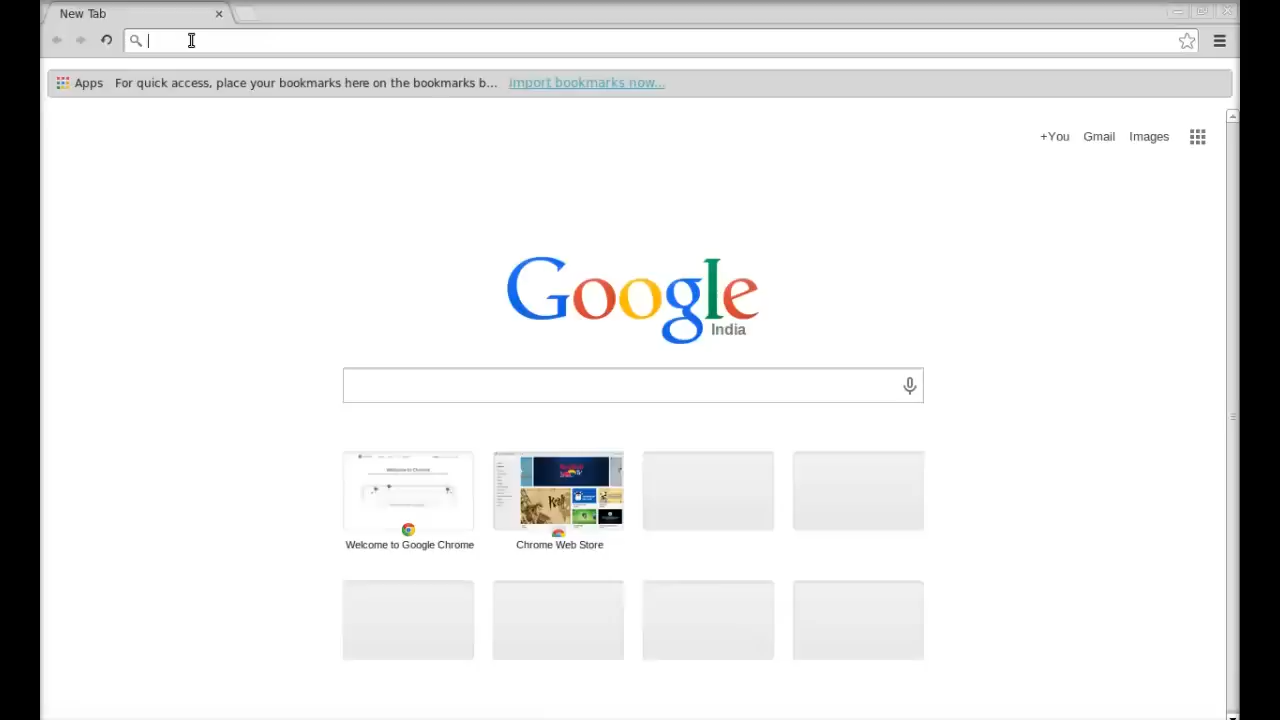 New Tab
Apps For quick access, place your bookmarks here on the bookmarks b... Import bookmarks now...
+You Gmail Images
Google
India
Welcome to Google Chrome Chrome Web Store